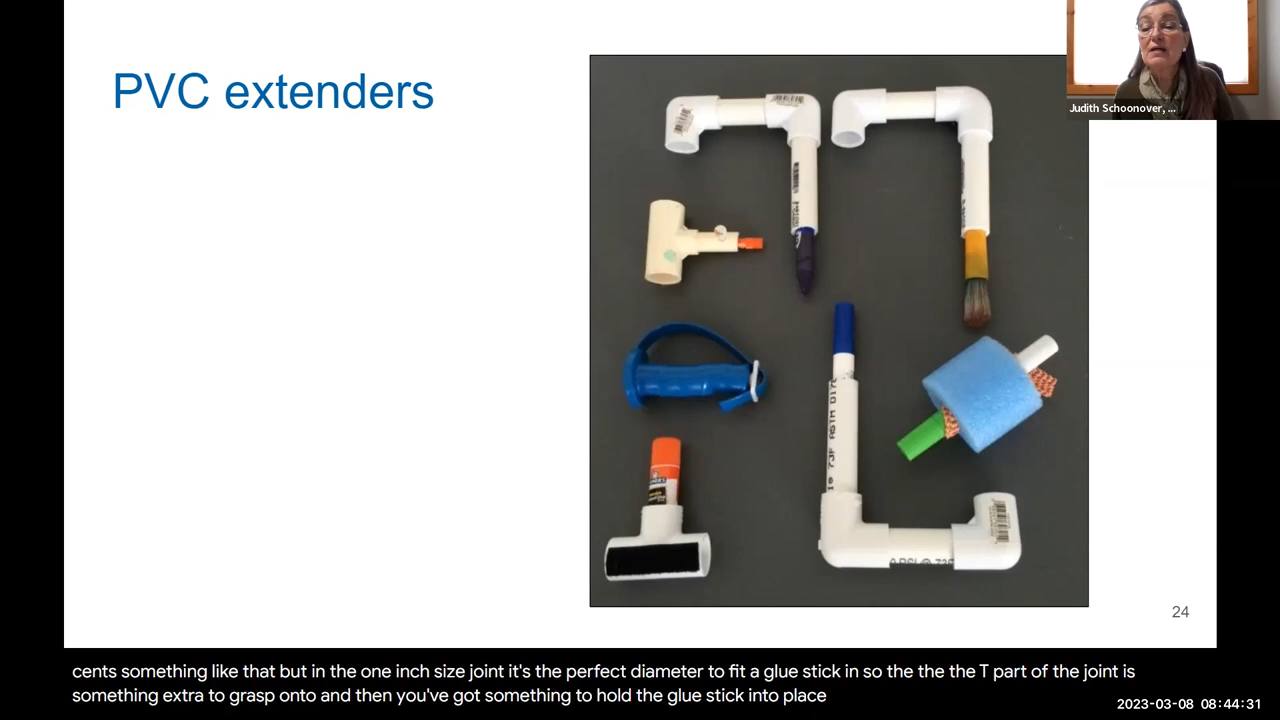 PVC extenders
Judith Schoonover, ...
24
cents something like that but in the one inch size joint it's the perfect diameter to fit a glue stick in so the the the T part of the joint is
something extra to grasp onto and then you've got something to hold the glue stick into place
2023-03-08 08:44:31